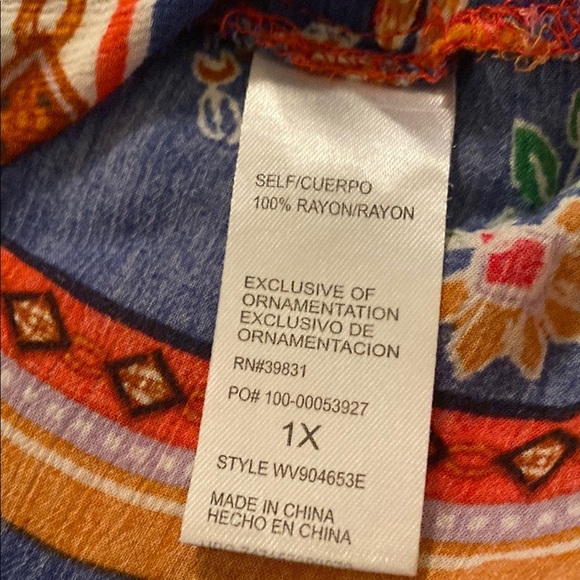 SELF/CUERPO
100% RAYON/RAYON
EXCLUSIVE OF
ORNAMENTATION
EXCLUSIVO DE
ORNAMENTACION
RN#39831
PO# 100-00053927
1X
STYLE WV904653E
MADE IN CHINA
HECHO EN CHINA